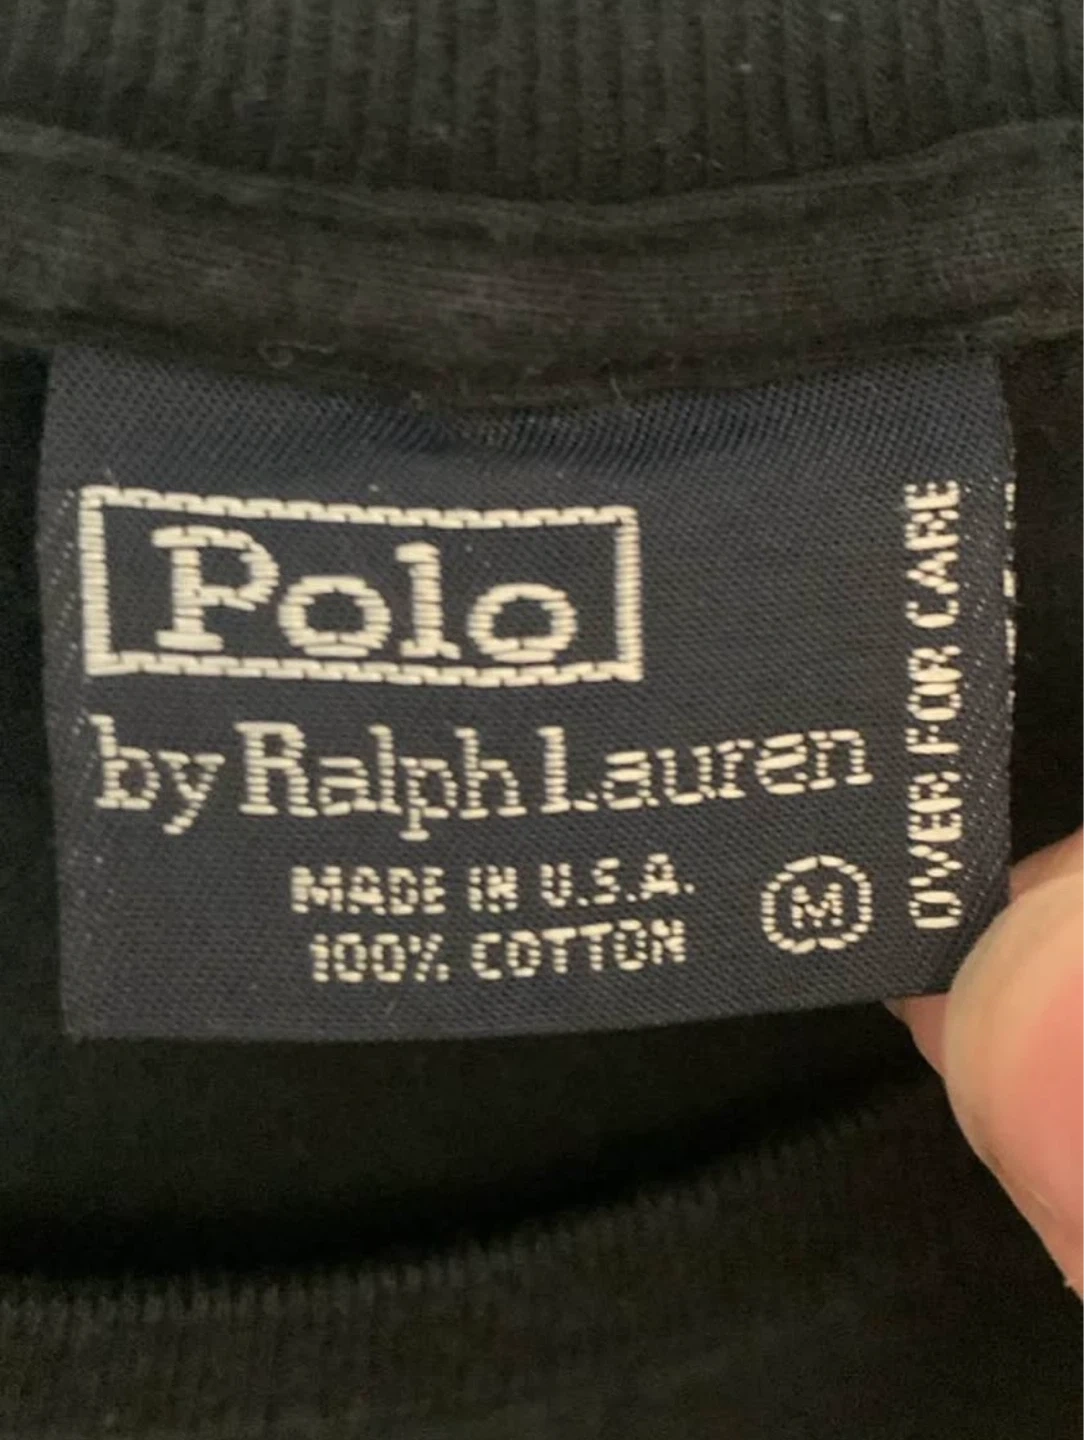 Polo
by Ralph Lauren
MADE IN U.S.A.
100% COTTON
M
OVER FOR CARE